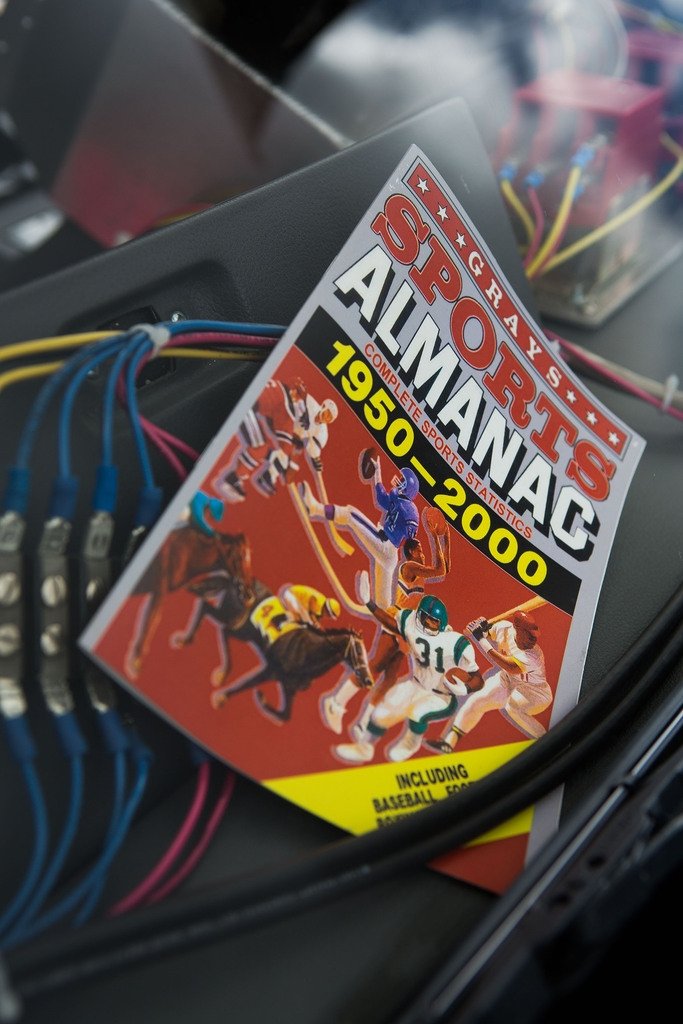 GRAYS
SPORTS
ALMANAC
COMPLETE SPORTS STATISTICS
1950–2000
31
INCLUDING
BASEBALL